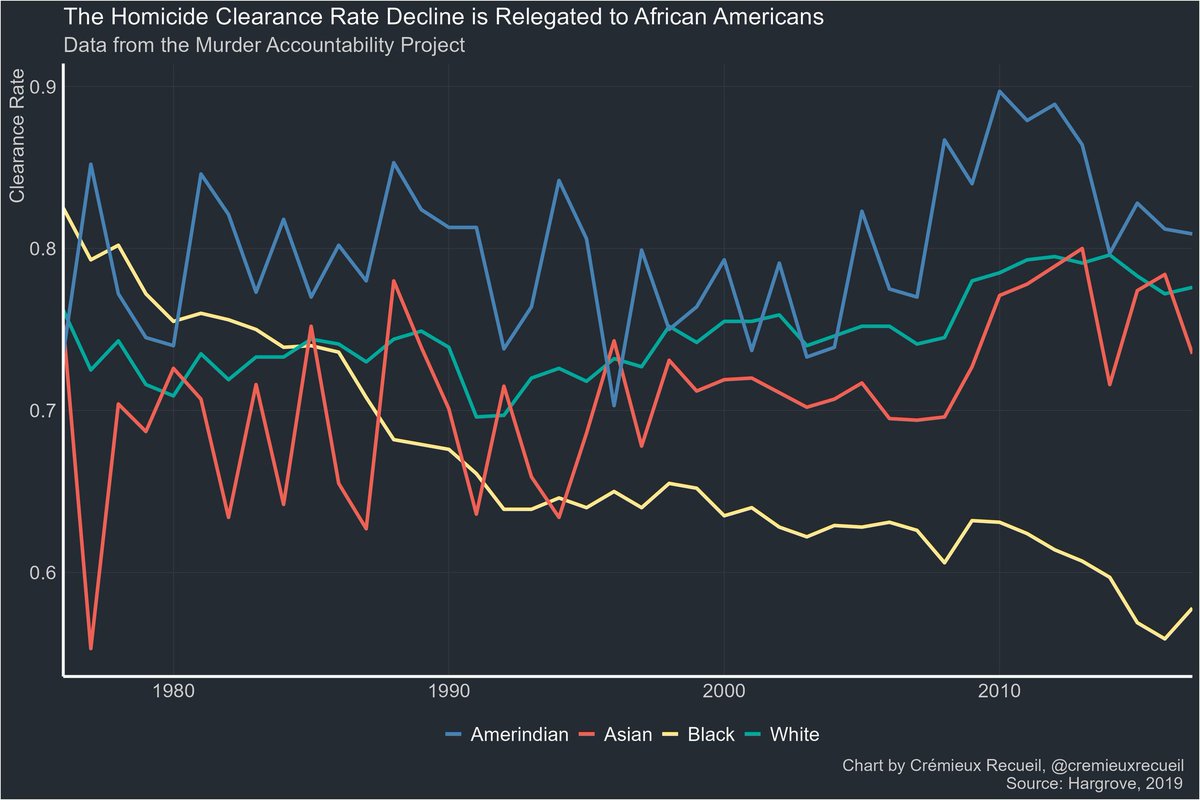 The Homicide Clearance Rate Decline is Relegated to African Americans
Data from the Murder Accountability Project
Clearance Rate
0.9
0.8
0.7
0.6
1980 1990 2000 2010
Amerindian Asian Black White
Chart by Crémieux Recueil, @cremieuxrecueil
Source: Hargrove, 2019